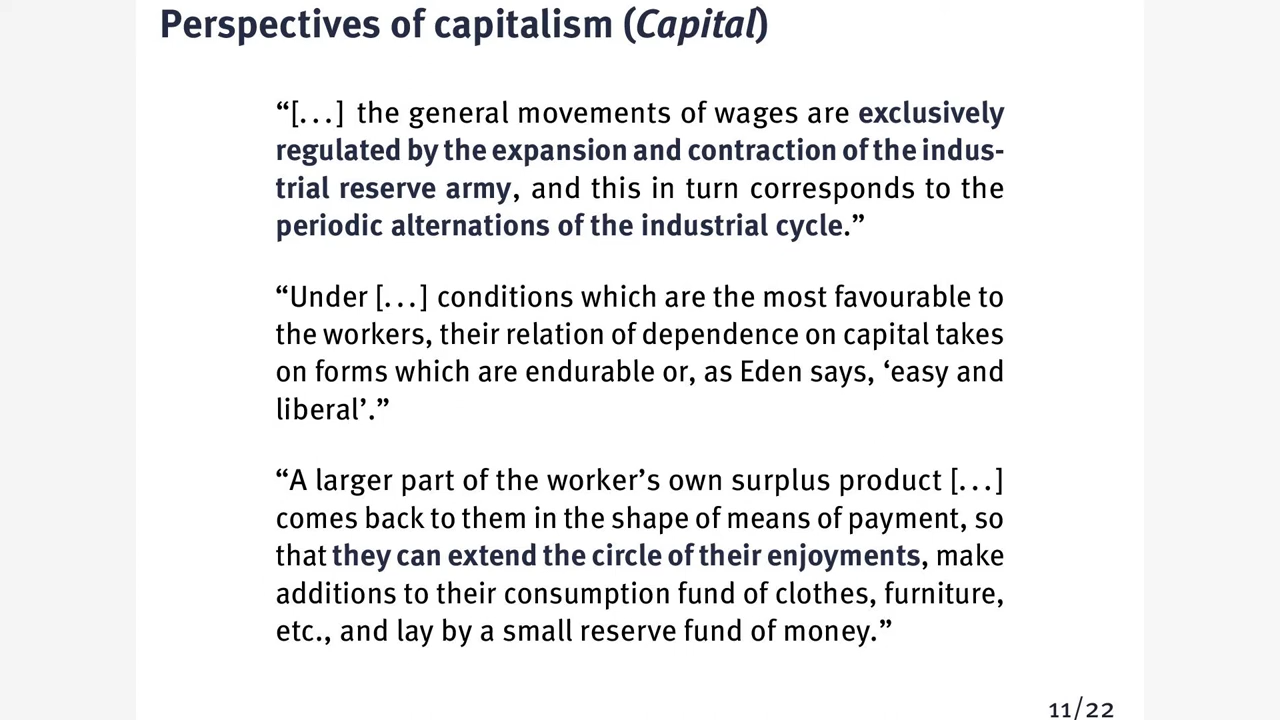 Perspectives of capitalism (Capital)
“[...] the general movements of wages are exclusively
regulated by the expansion and contraction of the indus-
trial reserve army, and this in turn corresponds to the
periodic alternations of the industrial cycle.”
“Under [...] conditions which are the most favourable to
the workers, their relation of dependence on capital takes
on forms which are endurable or, as Eden says, ‘easy and
liberal’.”
“A larger part of the worker’s own surplus product [...]
comes back to them in the shape of means of payment, so
that they can extend the circle of their enjoyments, make
additions to their consumption fund of clothes, furniture,
etc., and lay by a small reserve fund of money.”
11/22